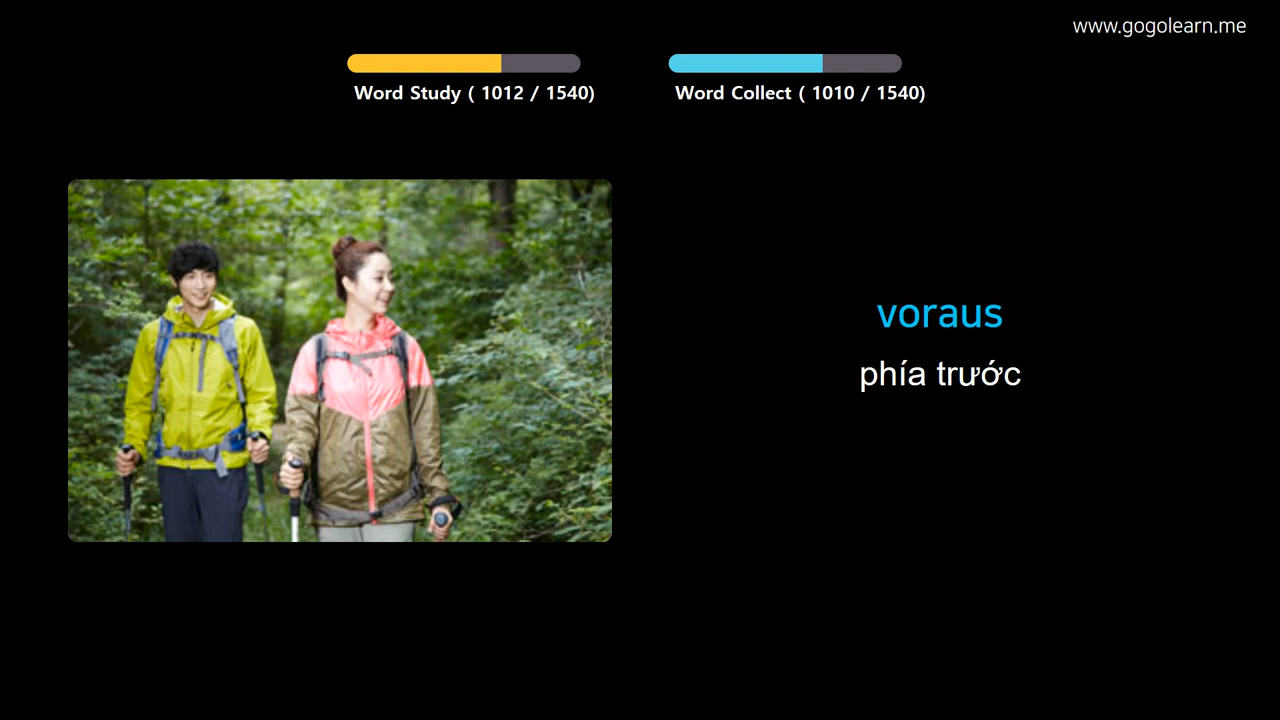 www.gogolearn.me
Word Study ( 1012 / 1540)
Word Collect ( 1010 / 1540)
voraus
phía trước